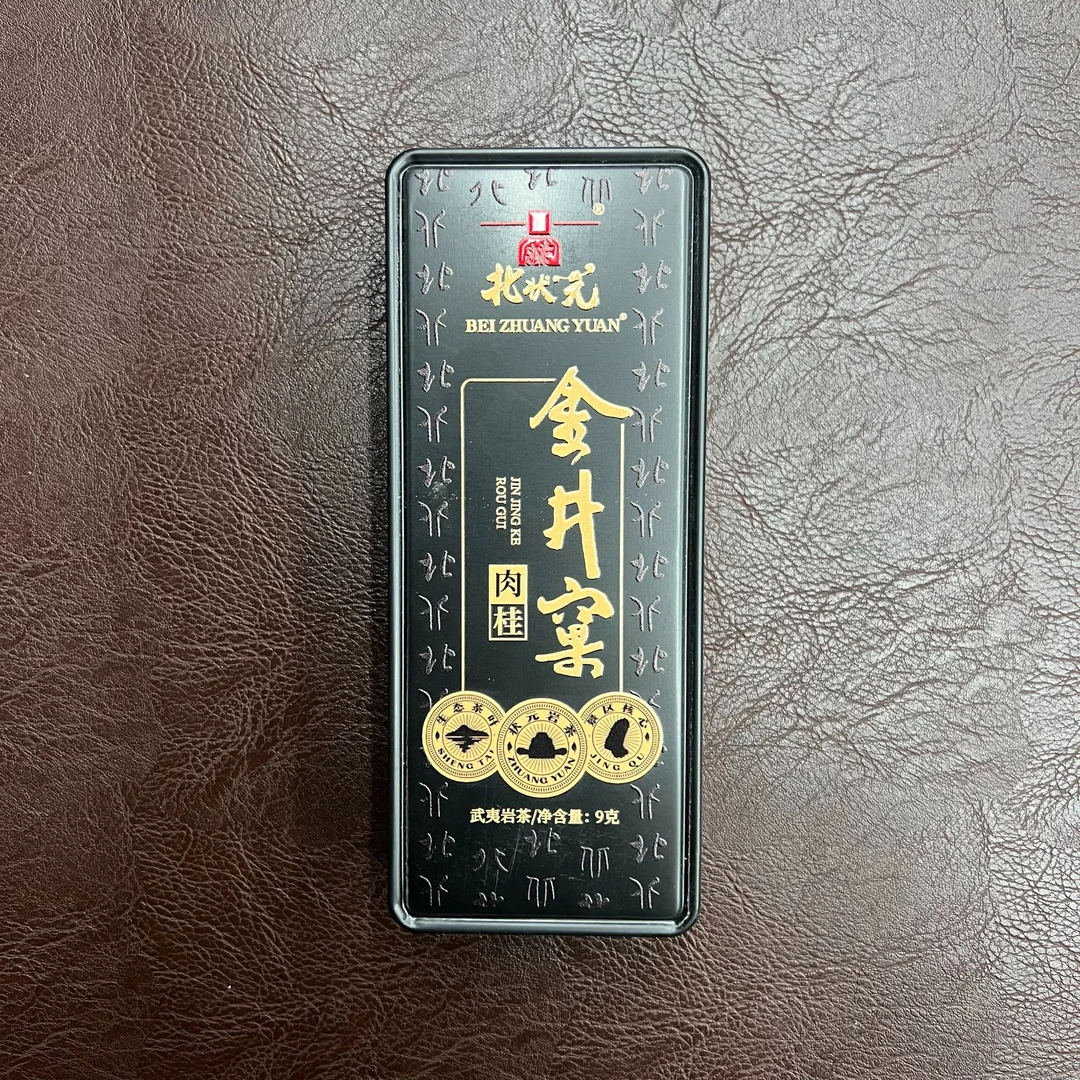 北状元®
BEI ZHUANG YUAN®
金井窠
JIN JING KE
ROU GUI
肉桂
生态茶叶
SHENG TAI
状元岩茶
ZHUANG YUAN
景区核心
JING QU
武夷岩茶/净含量：9克